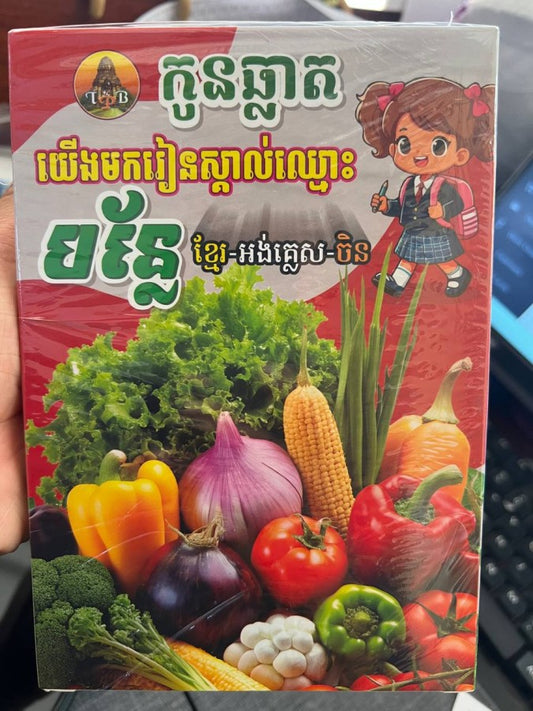 កូនឆ្លាត
យើងមករៀនស្គាល់ឈ្មោះ
បន្លែ
ខ្មែរ-អង់គ្លេស-ចិន